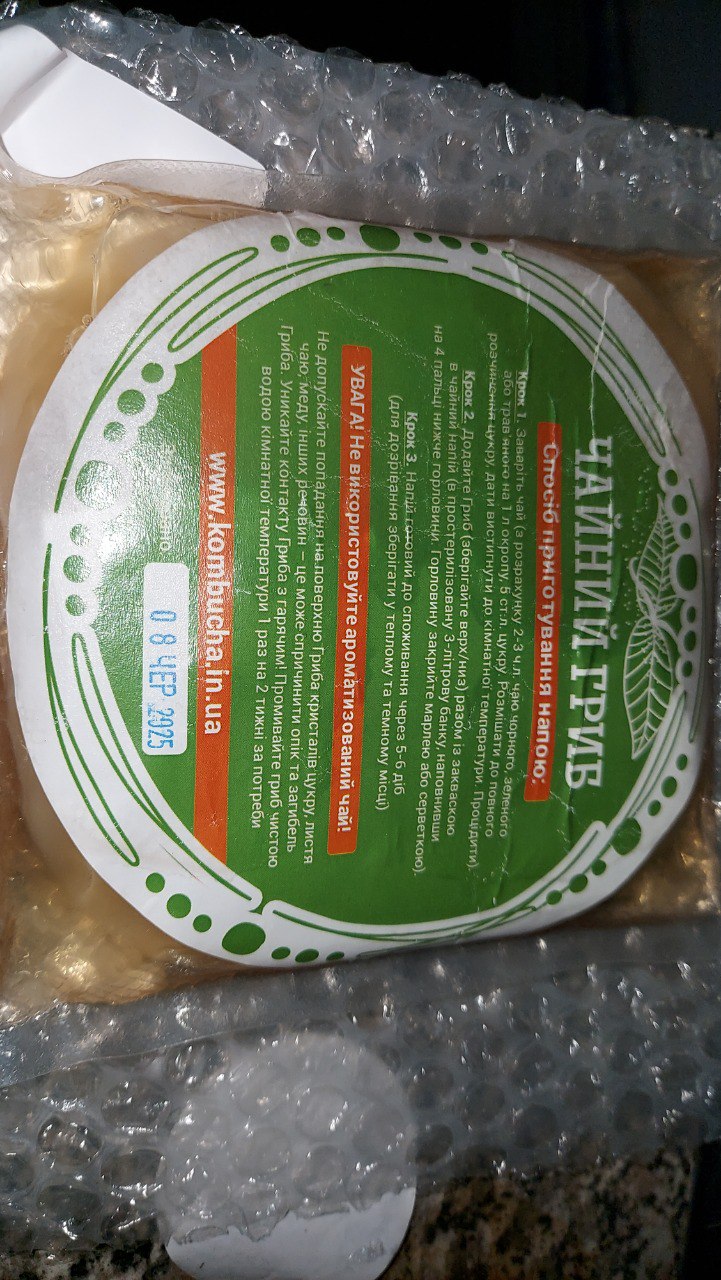 ЧАЙНИЙ ГРИБ
Спосіб приготування напою:
Крок 1. Заваріть чай (з розрахунку 2-3 ч.л. чаю чорного, зеленого
або трав'яного на 1 л окропу, 5 ст.л. цукру. Розмішати до повного
розчинення цукру, дати вистигнути до кімнатної температури. Процідити).
Крок 2. Додайте Гриб (зберігайте верх/низ) разом із закваскою
в чайний напій (в простерилізовану 3-літрову банку, наповнивши
на 4 пальці нижче горловини. Горловину закрийте марлею або серветкою).
Крок 3. Напій готовий до споживання через 5-6 діб
(для дозрівання зберігати у теплому та темному місці)
УВАГА! Не використовуйте ароматизований чай!
Не допускайте попадання на поверхню Гриба кристалів цукру, листя
чаю, меду, інших речовин – це може спричинити опік та загибель
Гриба. Уникайте контакту Гриба з гарячим! Промивайте гриб чистою
водою кімнатної температури 1 раз на 2 тижні за потреби
www.kombucha.in.ua
08 ЧЕР 2025